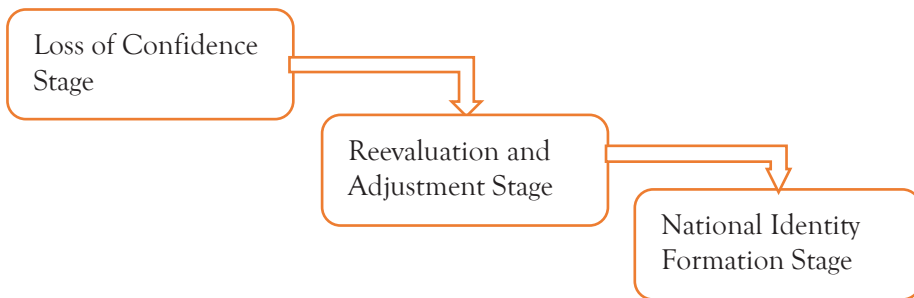 Loss of Confidence
Stage
Reevaluation and
Adjustment Stage
National Identity
Formation Stage